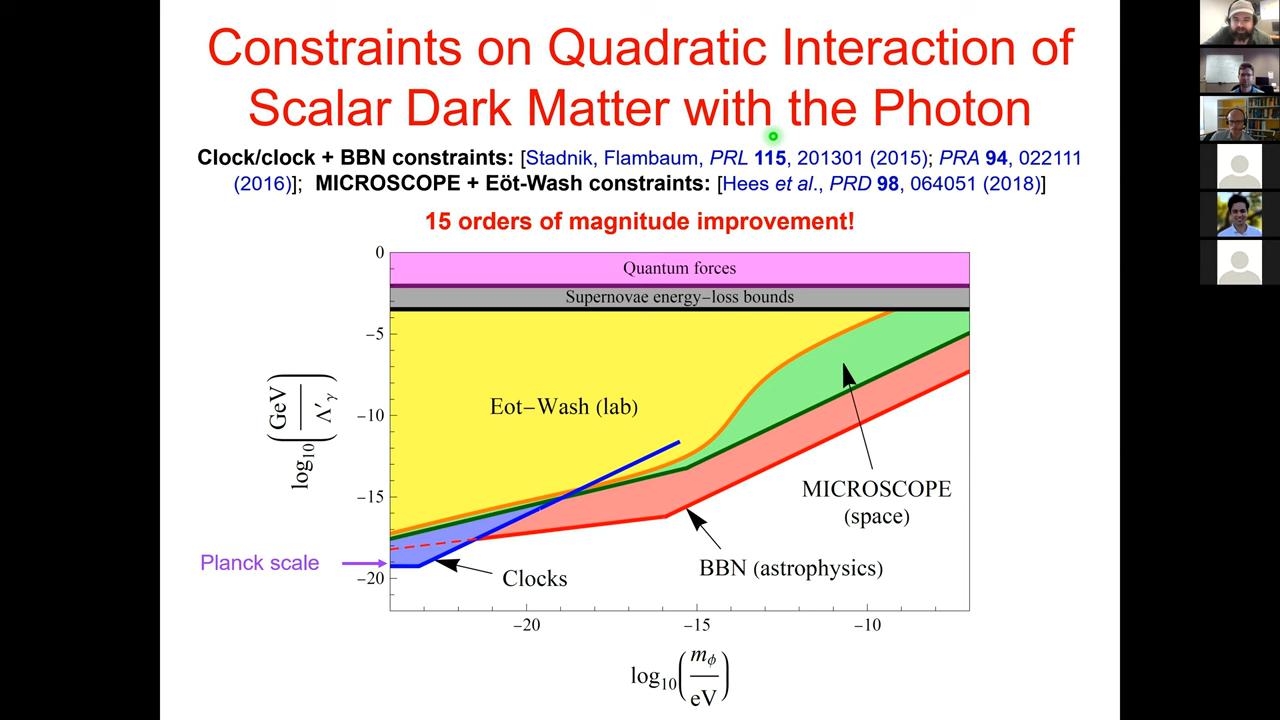 Constraints on Quadratic Interaction of
Scalar Dark Matter with the Photon
Clock/clock + BBN constraints: [Stadnik, Flambaum, PRL 115, 201301 (2015); PRA 94, 022111
(2016)]; MICROSCOPE + Eöt-Wash constraints: [Hees et al., PRD 98, 064051 (2018)]
15 orders of magnitude improvement!
0
Quantum forces
Supernovae energy–loss bounds
−5
log10(GeV/Λ′γ)
Eot–Wash (lab)
−10
MICROSCOPE
(space)
−15
BBN (astrophysics)
Planck scale
Clocks
−20
−20 −15 −10
log10(mϕ/eV)